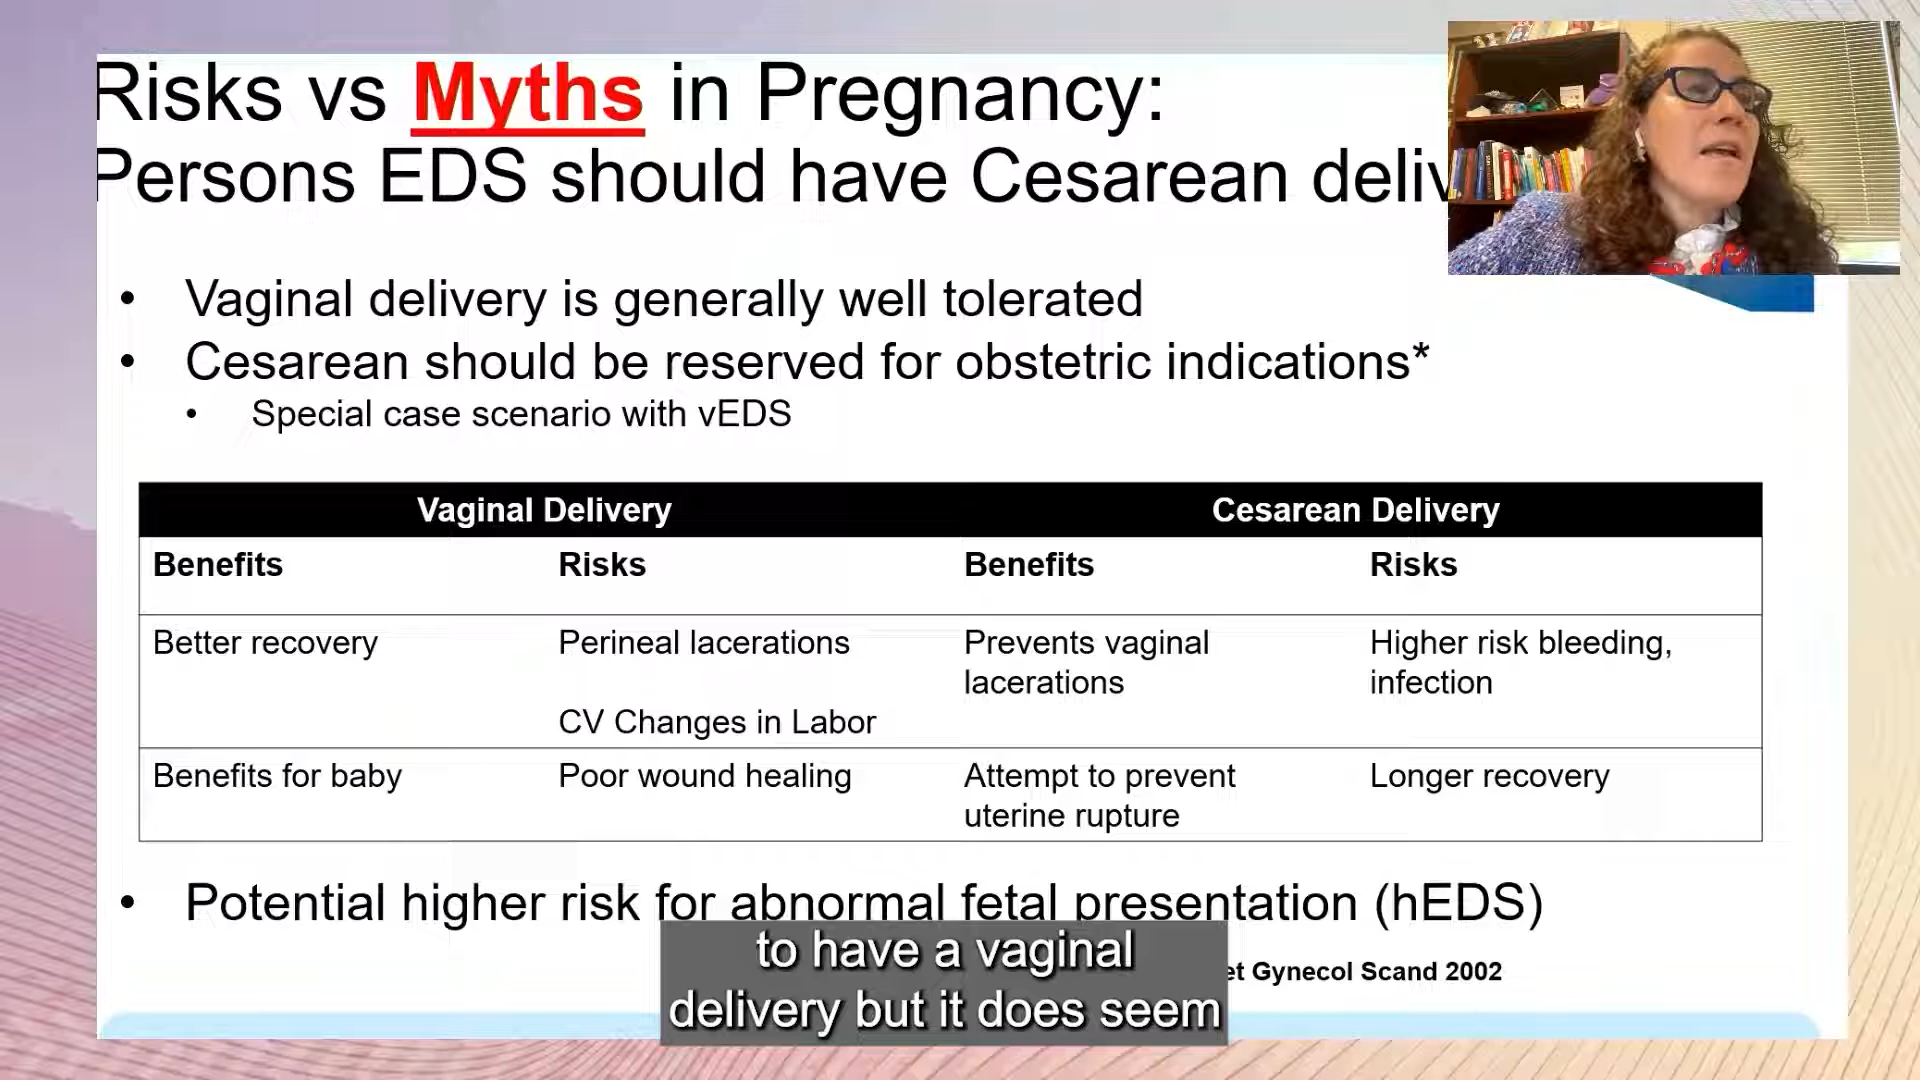 Risks vs Myths in Pregnancy:
Persons EDS should have Cesarean deliv
• Vaginal delivery is generally well tolerated
• Cesarean should be reserved for obstetric indications*
• Special case scenario with vEDS
Vaginal Delivery Cesarean Delivery
Benefits Risks Benefits Risks
Better recovery Perineal lacerations Prevents vaginal Higher risk bleeding,
lacerations infection
CV Changes in Labor
Benefits for baby Poor wound healing Attempt to prevent Longer recovery
uterine rupture
• Potential higher risk for abnormal fetal presentation (hEDS)
et Gynecol Scand 2002
to have a vaginal
delivery but it does seem